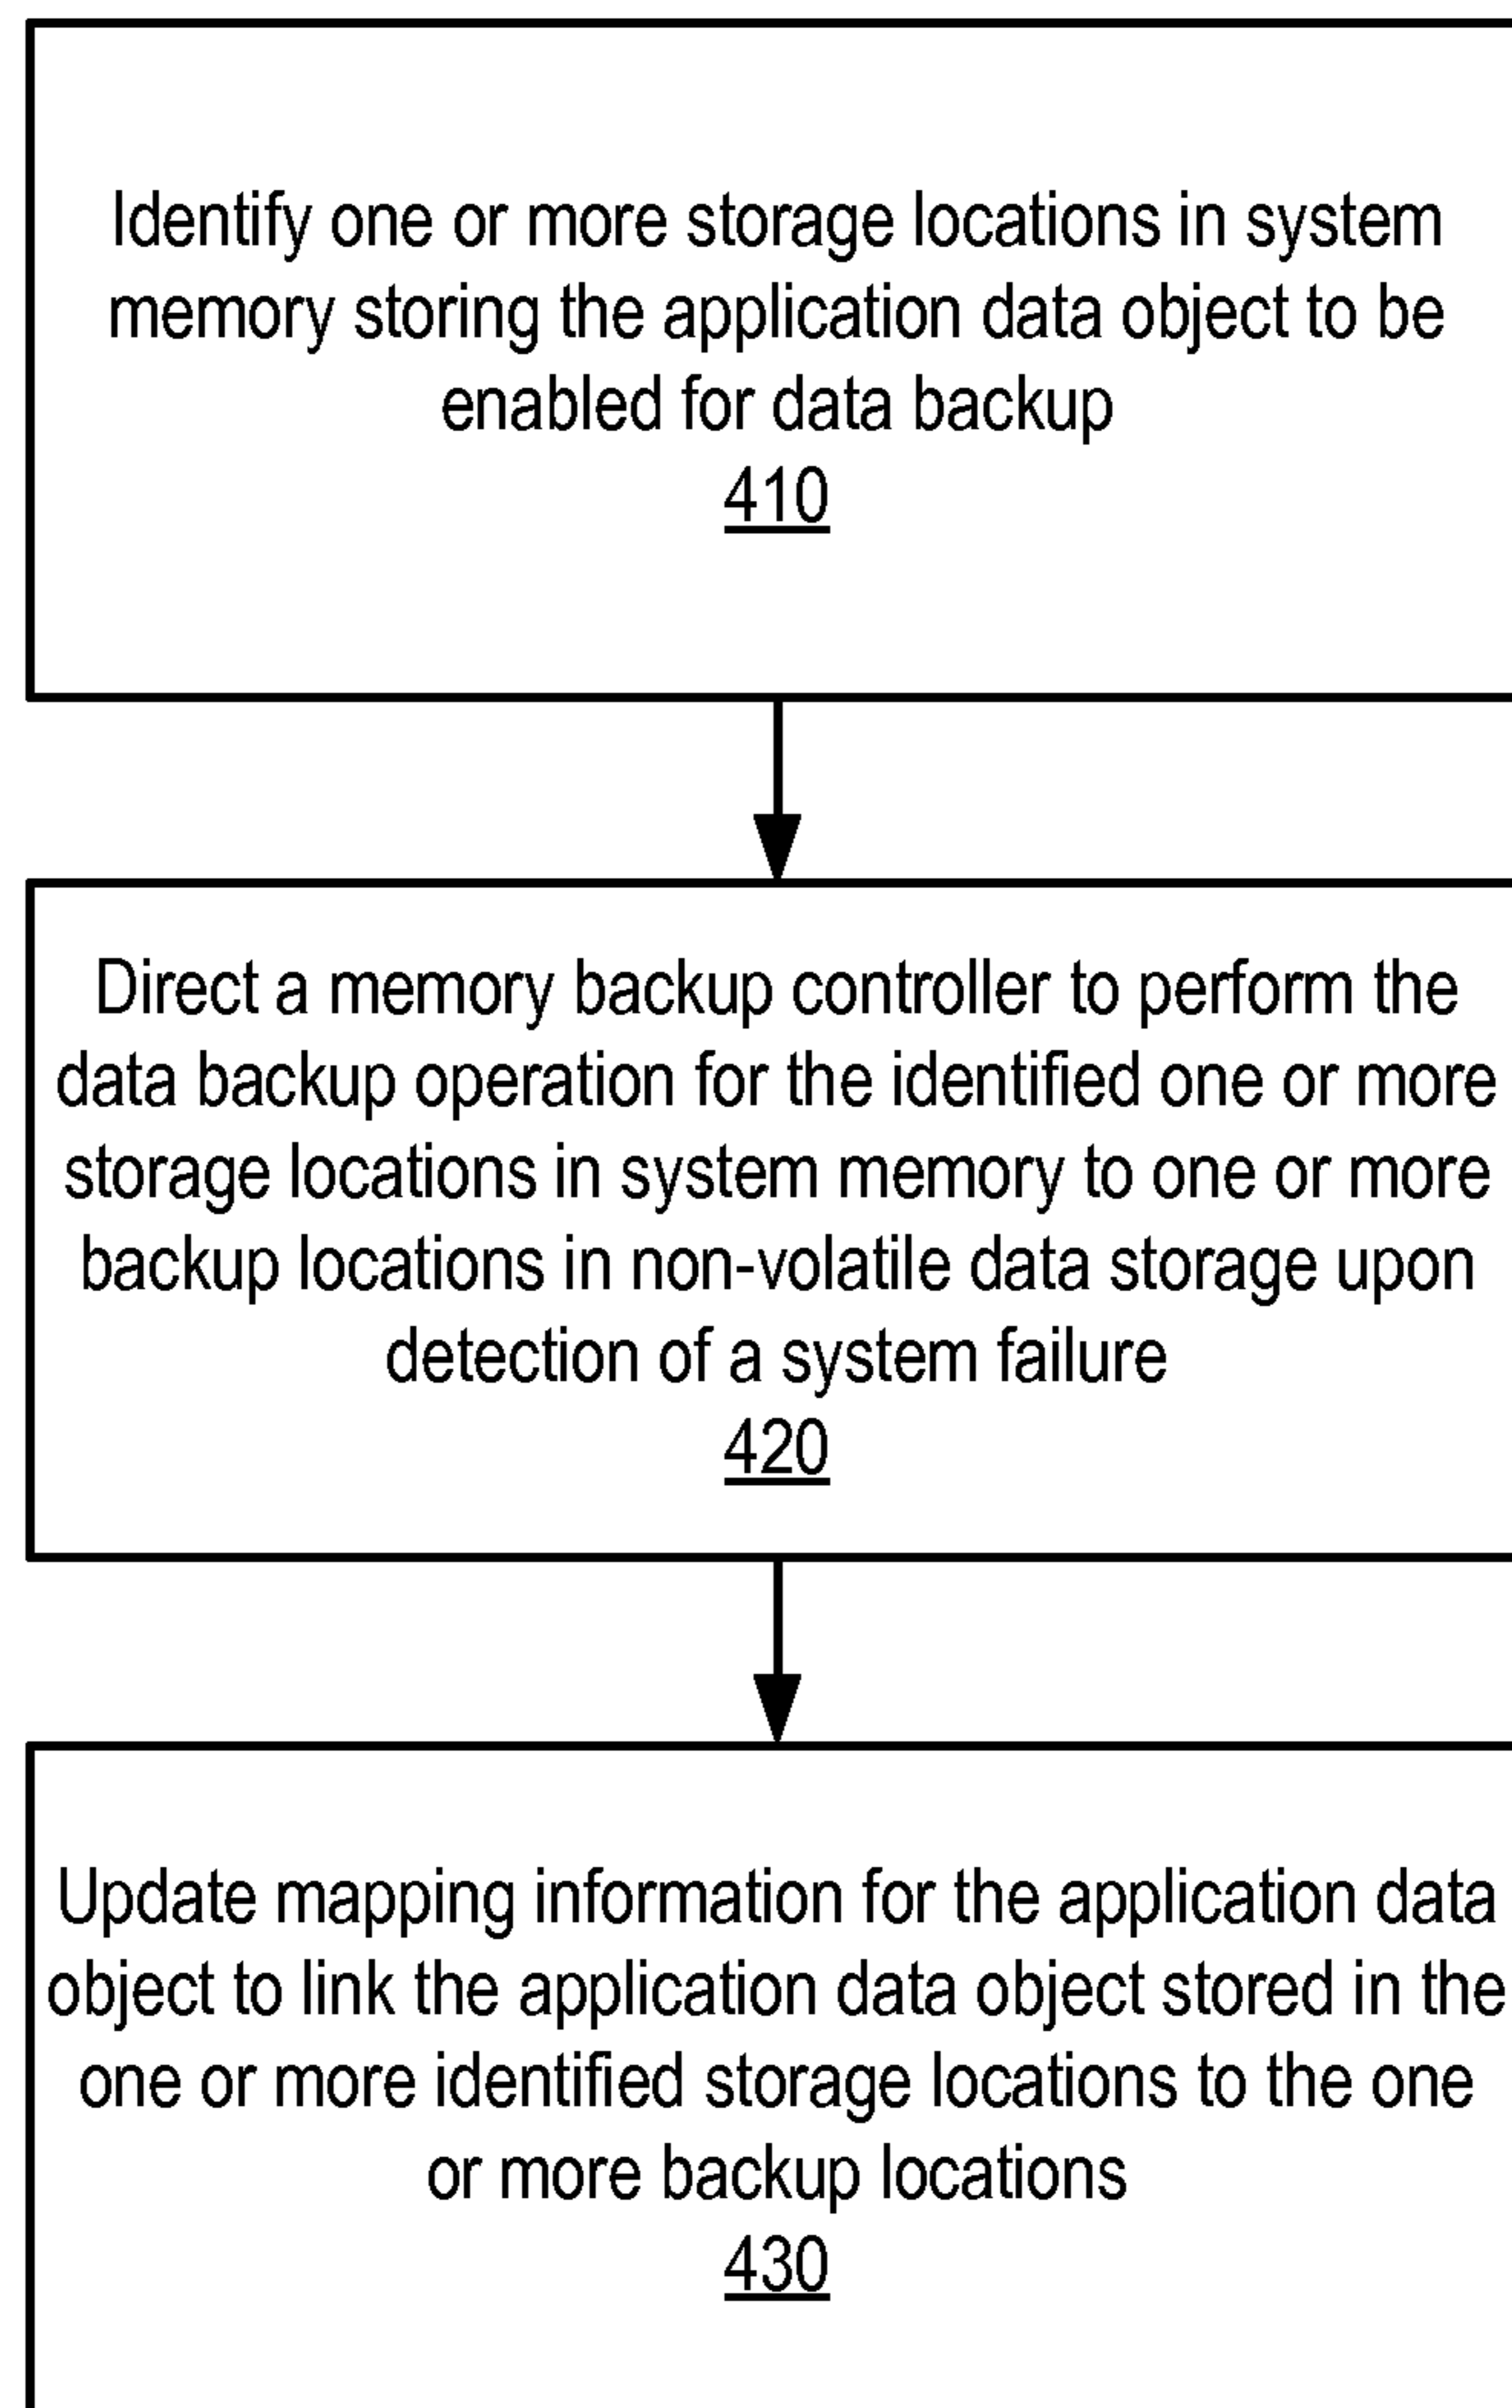 Identify one or more storage locations in system
memory storing the application data object to be
enabled for data backup
410
Direct a memory backup controller to perform the
data backup operation for the identified one or more
storage locations in system memory to one or more
backup locations in non-volatile data storage upon
detection of a system failure
420
Update mapping information for the application data
object to link the application data object stored in the
one or more identified storage locations to the one
or more backup locations
430